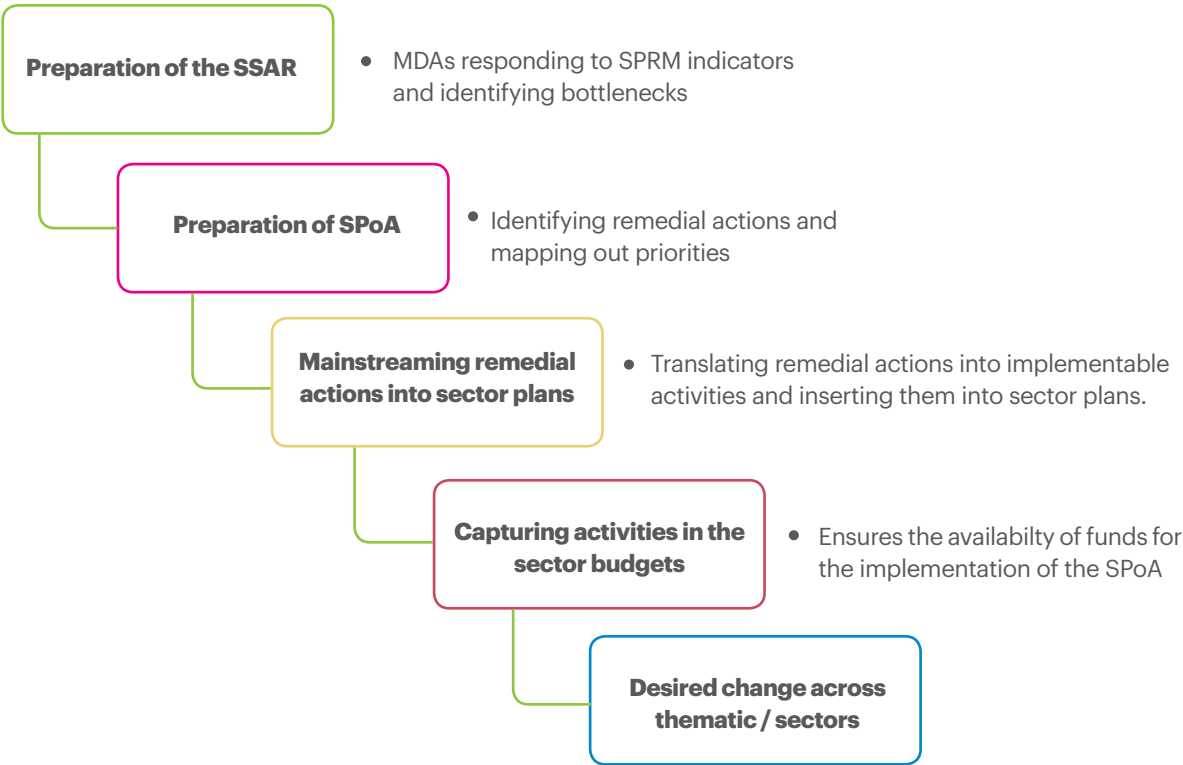 Preparation of the SSAR
• MDAs responding to SPRM indicators
and identifying bottlenecks
Preparation of SPoA
• Identifying remedial actions and
mapping out priorities
Mainstreaming remedial
actions into sector plans
• Translating remedial actions into implementable
activities and inserting them into sector plans.
Capturing activities in the
sector budgets
• Ensures the availabilty of funds for
the implementation of the SPoA
Desired change across
thematic / sectors